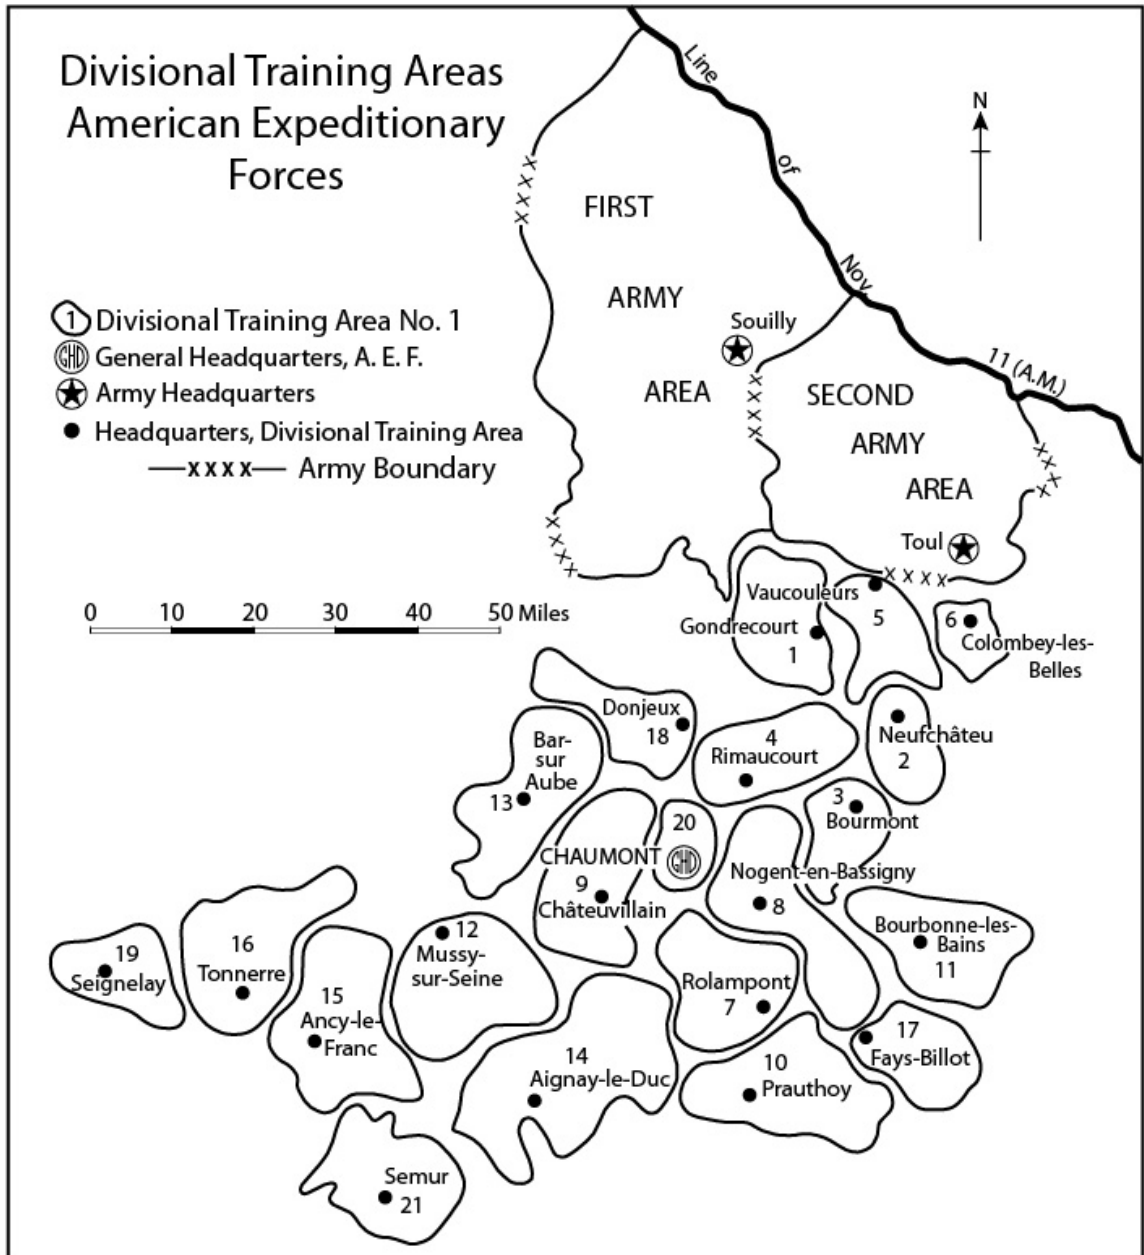 Divisional Training Areas
American Expeditionary
Forces
N
Line
of
Nov.
11 (A.M.)
FIRST
ARMY
AREA
Souilly
SECOND
ARMY
AREA
Toul
1 Divisional Training Area No. 1
GHD General Headquarters, A. E. F.
Army Headquarters
Headquarters, Divisional Training Area
x x x x Army Boundary
x x x x
x x x x
x x x x
x x x x
x x x x
0 10 20 30 40 50 Miles
Vaucouleurs
5
Gondrecourt
1
6
Colombey-les-
Belles
Donjeux
18
4
Rimaucourt
Neufchâteu
2
Bar-
sur
Aube
13
3
Bourmont
20
CHAUMONT GHD
9
Châteuvillain
Nogent-en-Bassigny
8
Bourbonne-les-
Bains
11
12
Mussy-
sur-Seine
19
Seignelay
16
Tonnerre
15
Ancy-le-
Franc
Rolampont
7
17
Fays-Billot
14
Aignay-le-Duc
10
Prauthoy
Semur
21